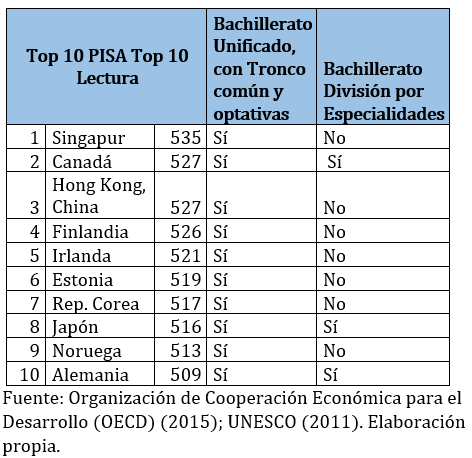 Top 10 PISA Top 10
Lectura
Bachillerato
Unificado,
con Tronco
común y
optativas
Bachillerato
División por
Especialidades
1 Singapur 535 Sí No
2 Canadá 527 Sí Sí
Hong Kong,
3 China 527 Sí No
4 Finlandia 526 Sí No
5 Irlanda 521 Sí No
6 Estonia 519 Sí No
7 Rep. Corea 517 Sí No
8 Japón 516 Sí Sí
9 Noruega 513 Sí No
10 Alemania 509 Sí Sí
Fuente: Organización de Cooperación Económica para el
Desarrollo (OECD) (2015); UNESCO (2011). Elaboración
propia.